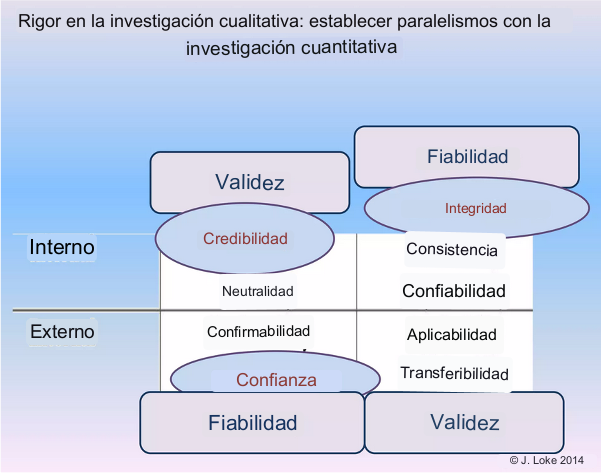 Rigor en la investigación cualitativa: establecer paralelismos con la
investigación cuantitativa
Fiabilidad
Validez
Integridad
Credibilidad
Interno
Consistencia
Neutralidad
Confiabilidad
Externo
Confirmabilidad
Aplicabilidad
Transferibilidad
Confianza
Fiabilidad
Validez
© J. Loke 2014